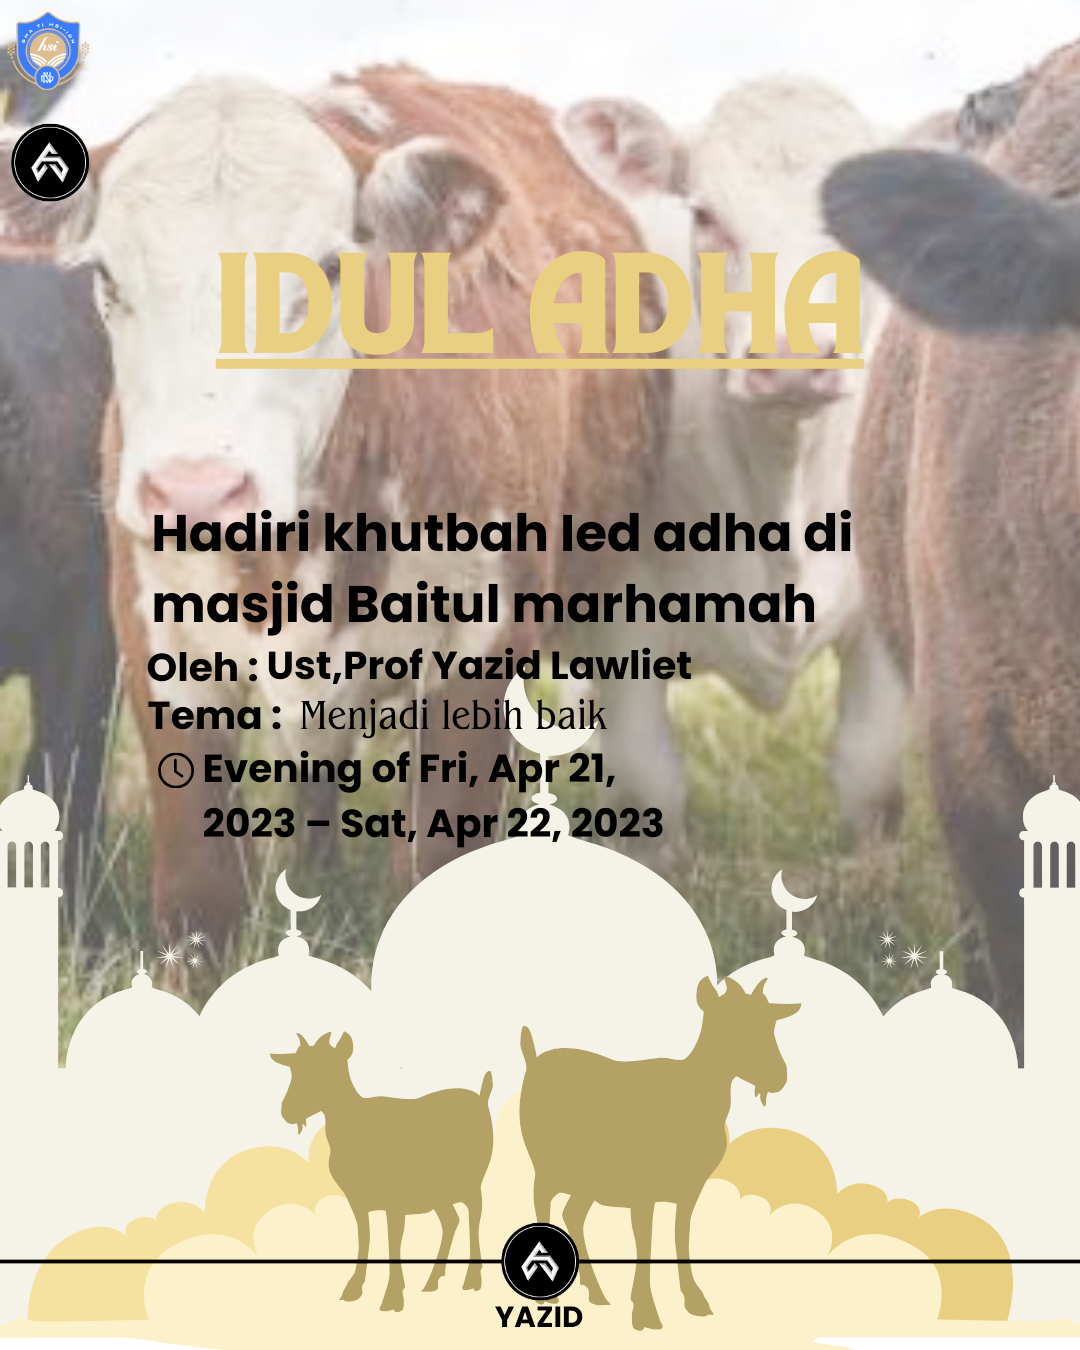 hsi
IDUL ADHA
Hadiri khutbah Ied adha di
masjid Baitul marhamah
Oleh : Ust,Prof Yazid Lawliet
Tema : Menjadi lebih baik
Evening of Fri, Apr 21,
2023 – Sat, Apr 22, 2023
YAZID